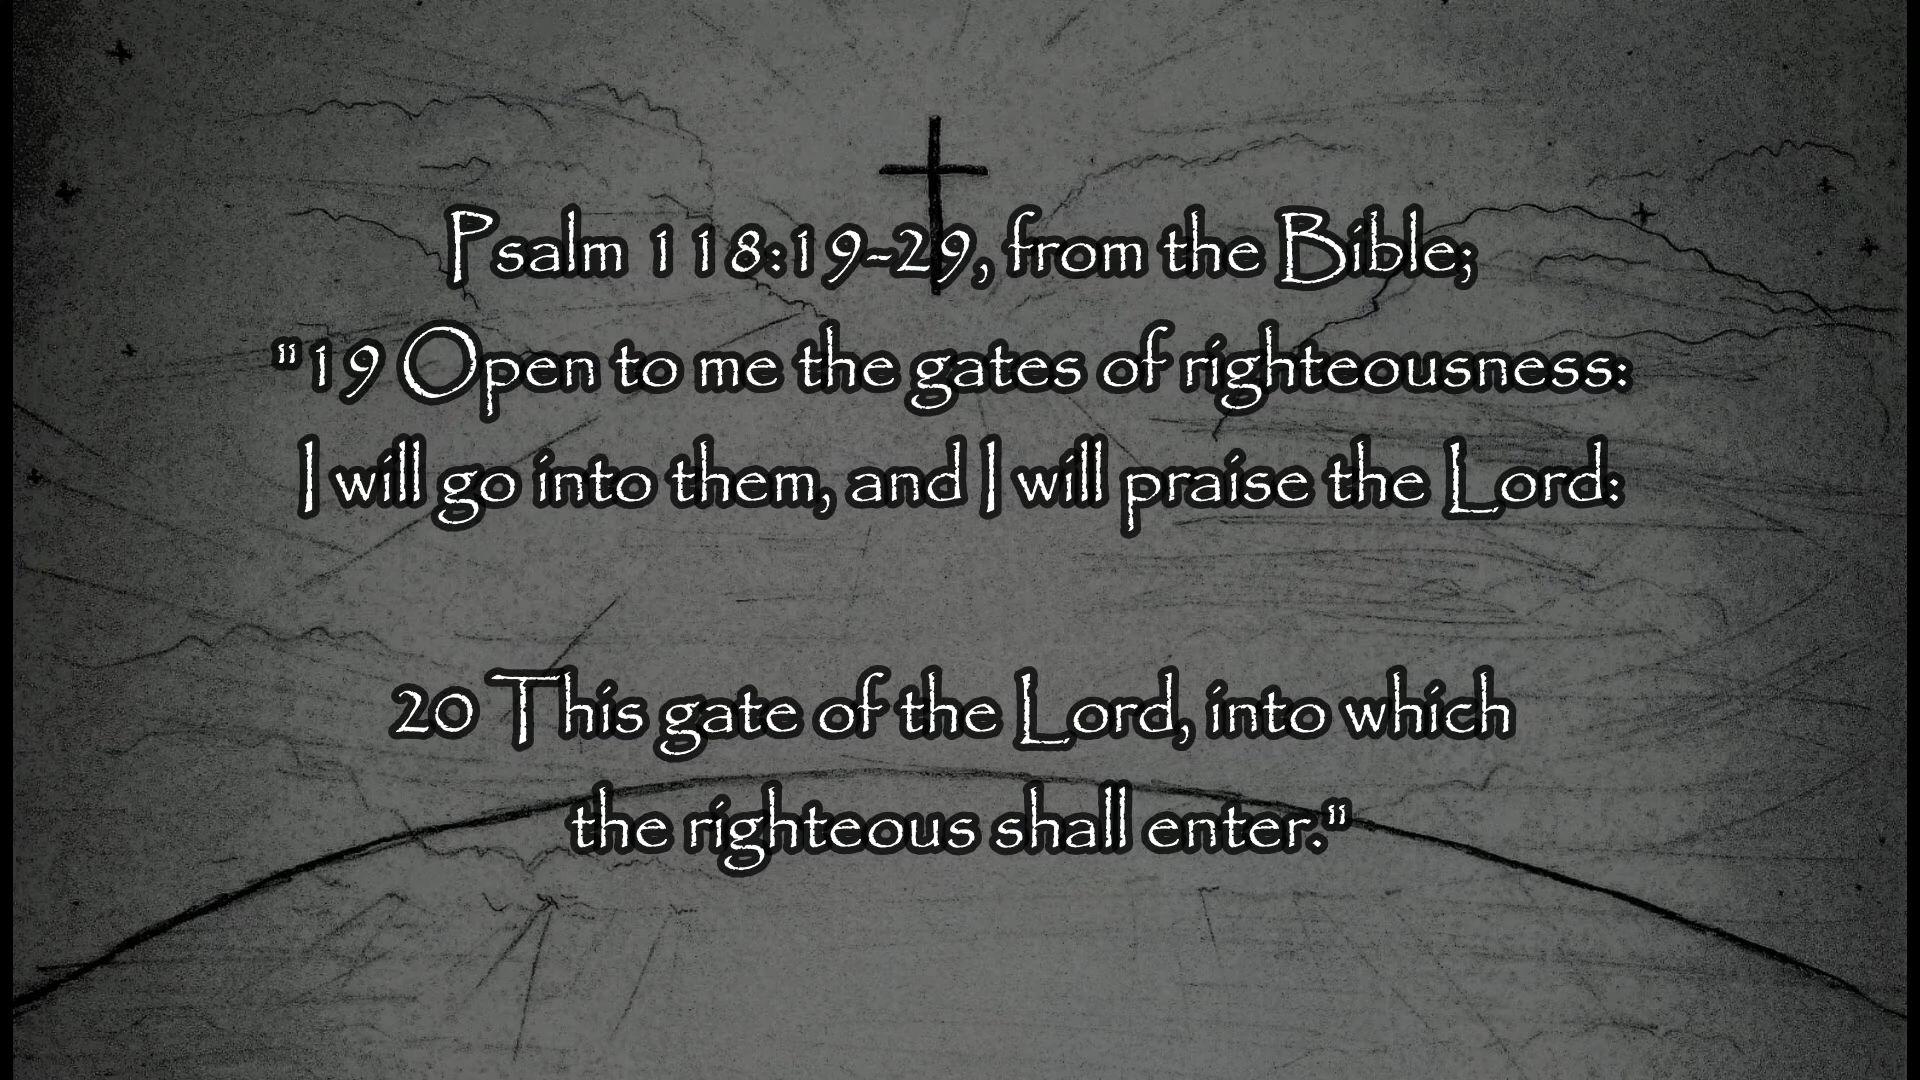 Psalm 118:19-29, from the Bible;
"19 Open to me the gates of righteousness:
I will go into them, and I will praise the Lord:
20 This gate of the Lord, into which
the righteous shall enter."